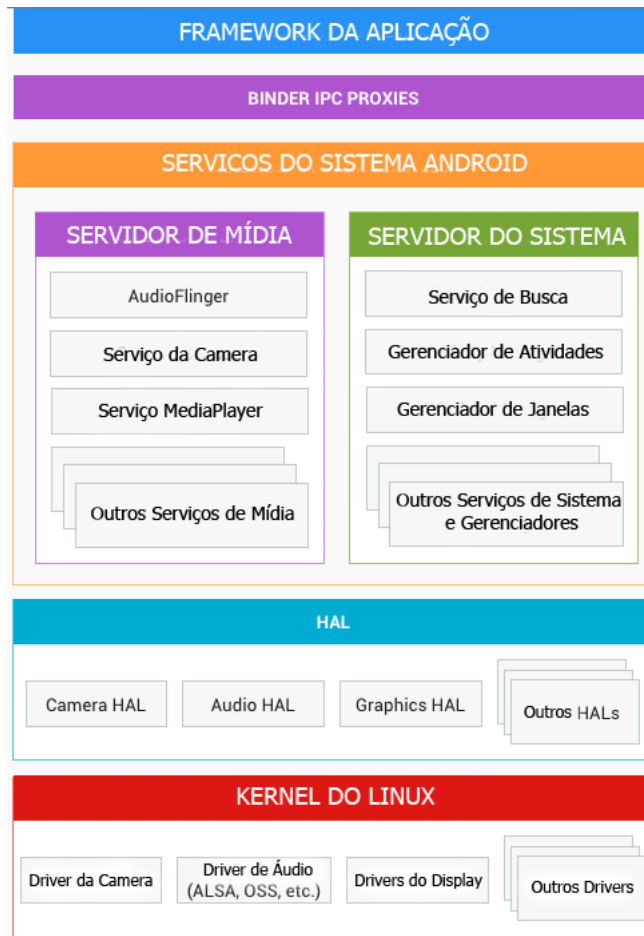 FRAMEWORK DA APLICAÇÃO
BINDER IPC PROXIES
SERVICOS DO SISTEMA ANDROID
SERVIDOR DE MÍDIA
AudioFlinger
Serviço da Camera
Serviço MediaPlayer
Outros Serviços de Mídia
SERVIDOR DO SISTEMA
Serviço de Busca
Gerenciador de Atividades
Gerenciador de Janelas
Outros Serviços de Sistema
e Gerenciadores
HAL
Camera HAL
Audio HAL
Graphics HAL
Outros HALs
KERNEL DO LINUX
Driver da Camera
Driver de Áudio
(ALSA, OSS, etc.)
Drivers do Display
Outros Drivers